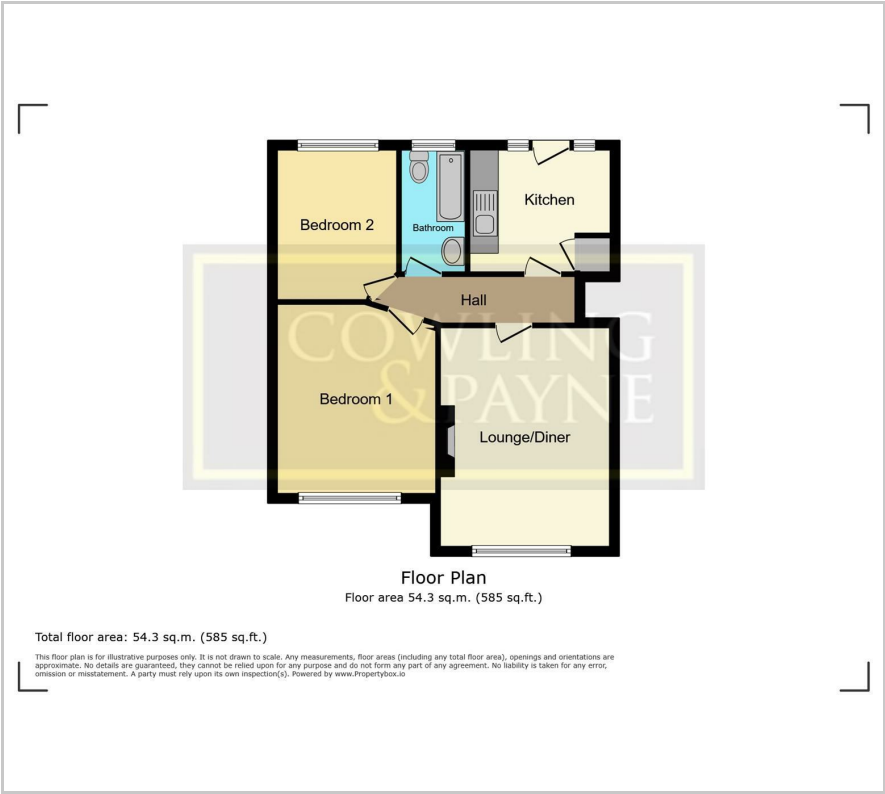 Bedroom 2
Bathroom
Kitchen
Hall
COWLING
&PAYNE
Bedroom 1
Lounge/Diner
Floor Plan
Floor area 54.3 sq.m. (585 sq.ft.)
Total floor area: 54.3 sq.m. (585 sq.ft.)
This floor plan is for illustrative purposes only. It is not drawn to scale. Any measurements, floor areas (including any total floor area), openings and orientations are
approximate. No details are guaranteed, they cannot be relied upon for any purpose and do not form any part of any agreement. No liability is taken for any error,
omission or misstatement. A party must rely upon its own inspection(s). Powered by www.Propertybox.io